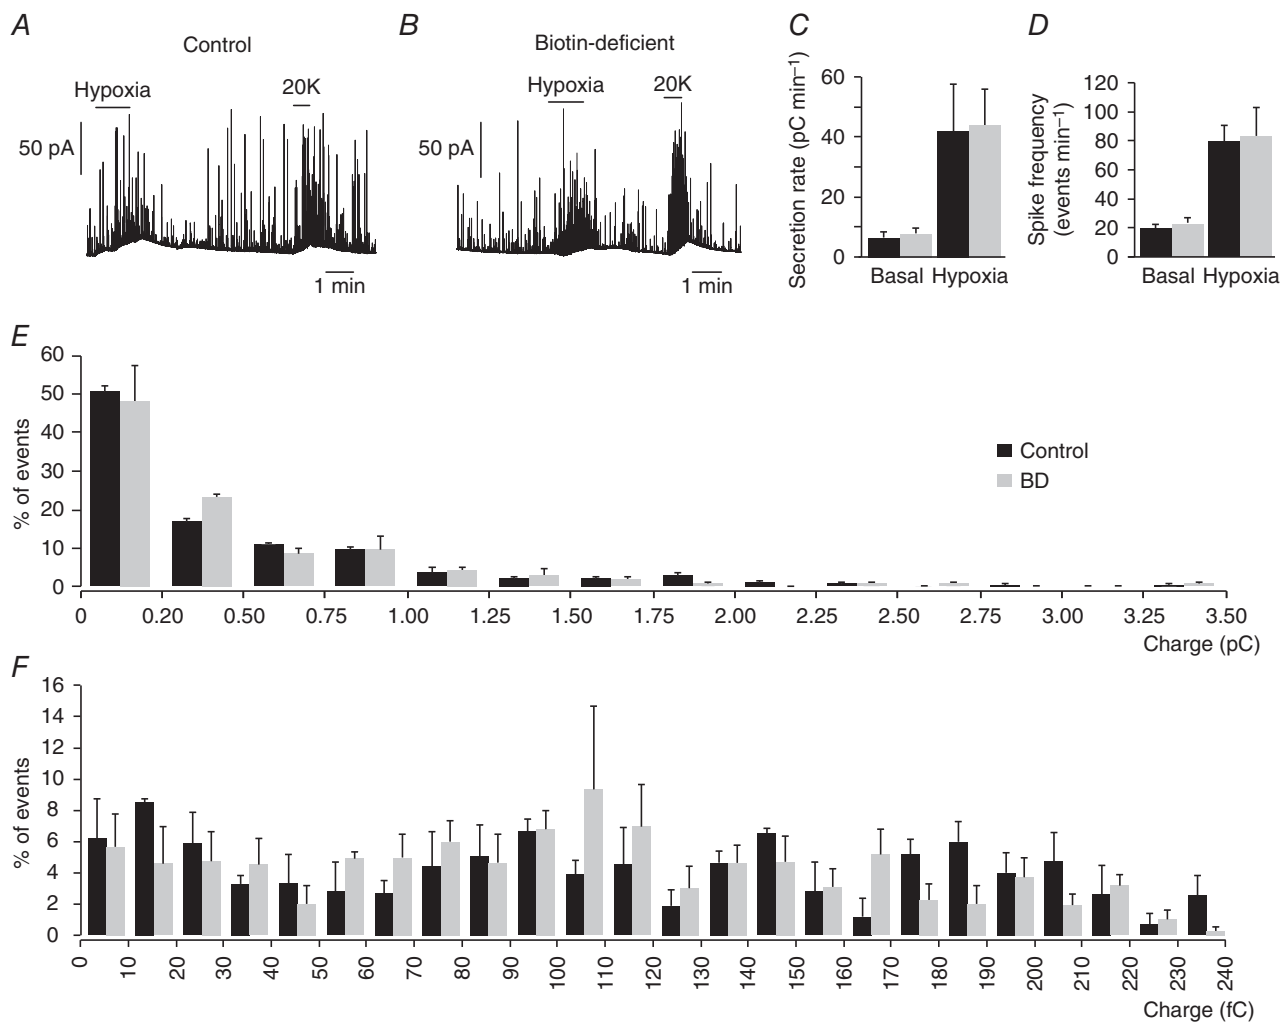 A
Control
Hypoxia
20K
50 pA
1 min
B
Biotin-deficient
Hypoxia
20K
50 pA
1 min
C
Secretion rate (pC min⁻¹)
60
40
20
0
Basal Hypoxia
D
Spike frequency
(events min⁻¹)
120
100
80
60
40
20
0
Basal Hypoxia
E
% of events
60
50
40
30
20
10
0
Control
BD
0 0.20 0.50 0.75 1.00 1.25 1.50 1.75 2.00 2.25 2.50 2.75 3.00 3.25 3.50
Charge (pC)
F
% of events
16
14
12
10
8
6
4
2
0
0 10 20 30 40 50 60 70 80 90 100 110 120 130 140 150 160 170 180 190 200 210 220 230 240
Charge (fC)